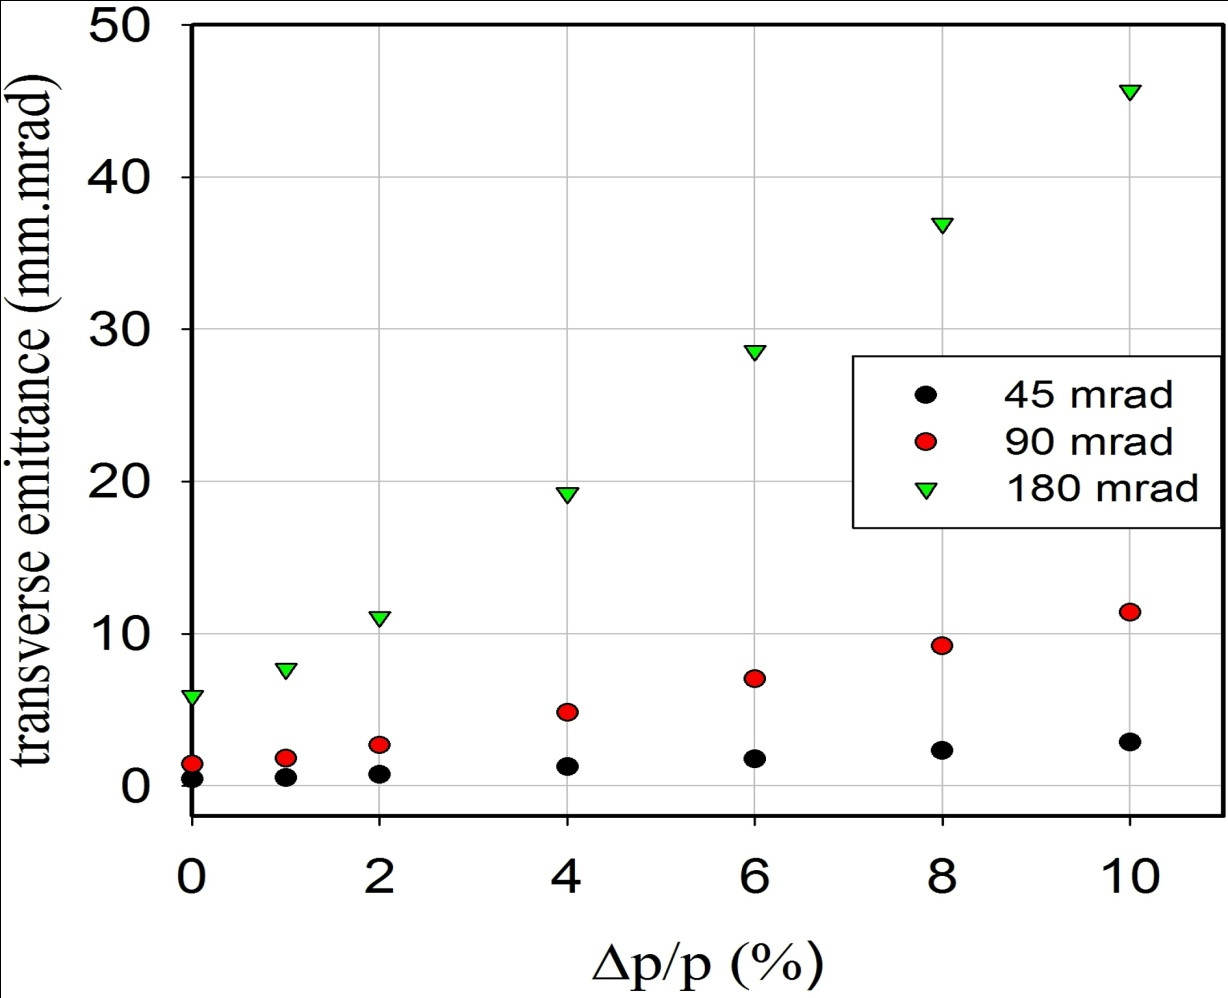 50
40
30
20
10
0
transverse emittance (mm.mrad)
45 mrad
90 mrad
180 mrad
0 2 4 6 8 10
Δp/p (%)